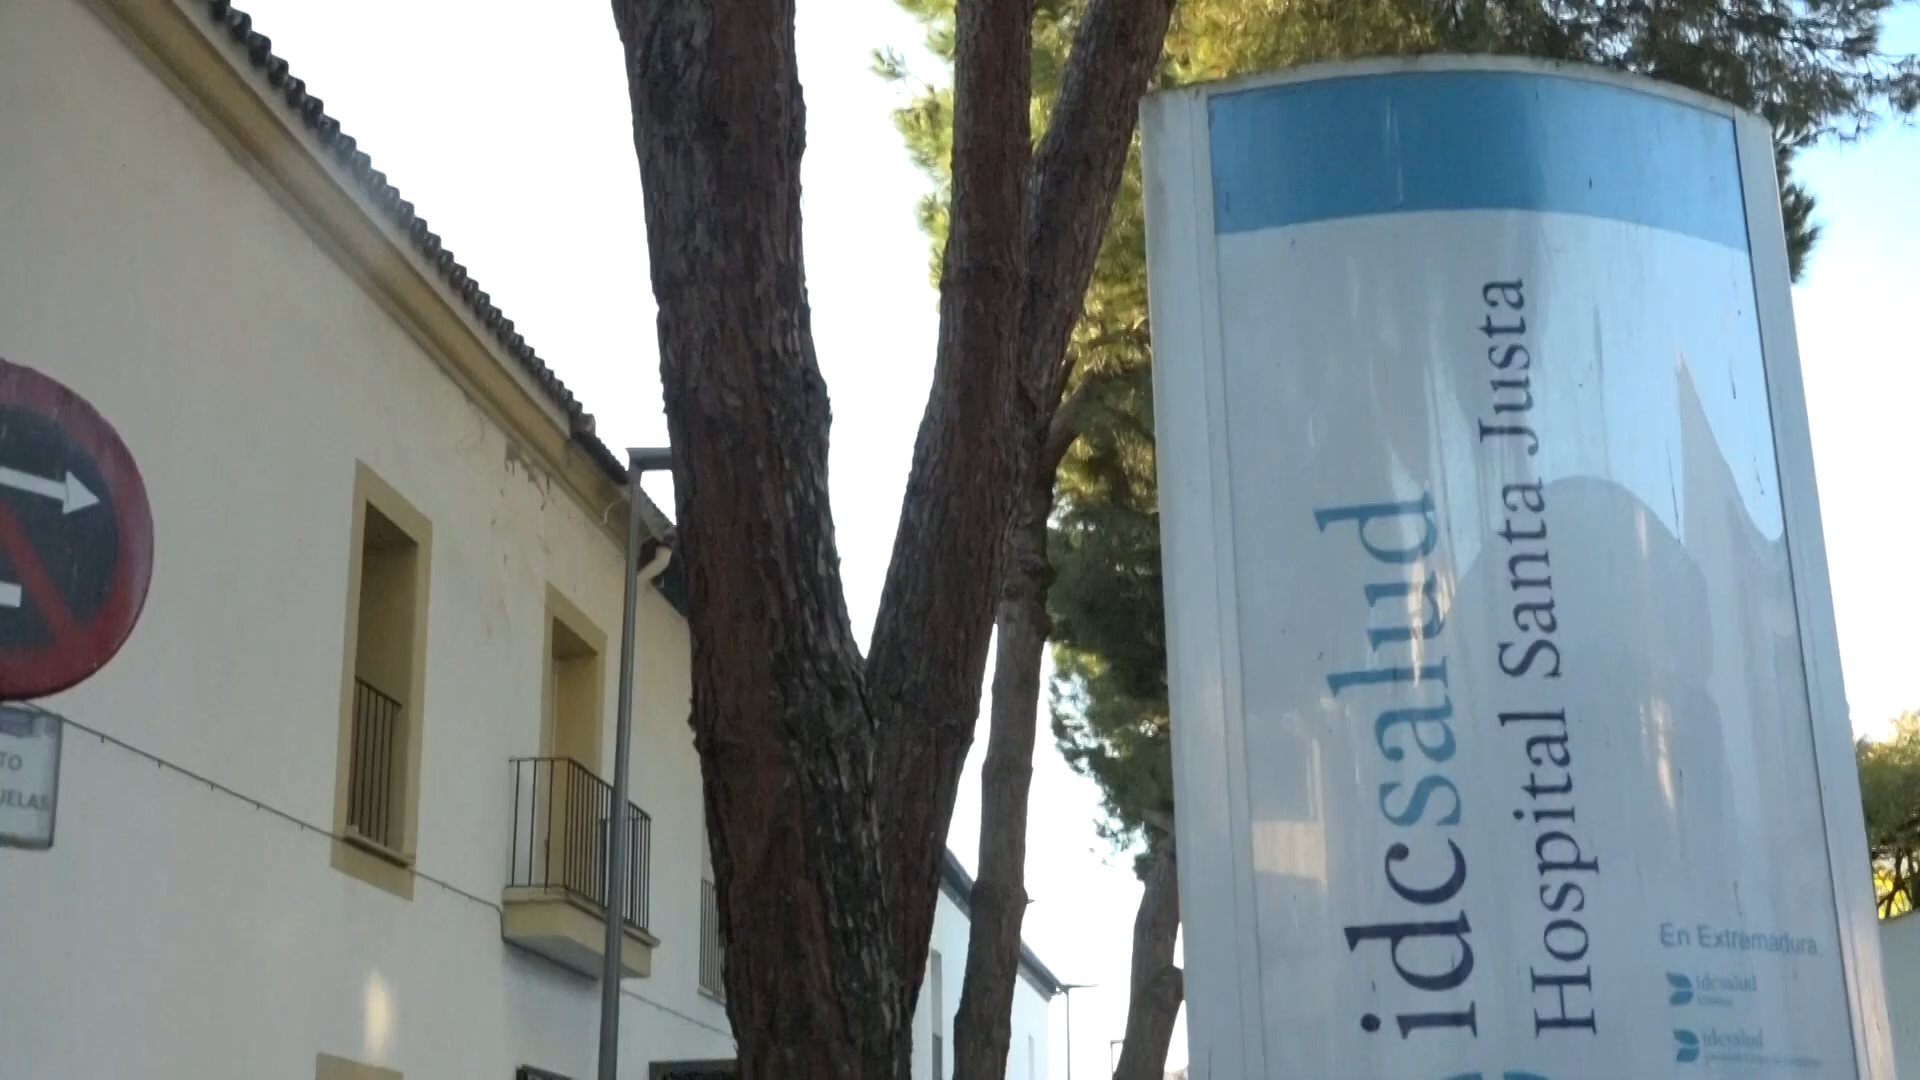 TO
UELAS
idcsalud
Hospital Santa Justa
En Extremadura
idcsalud
idcsalud